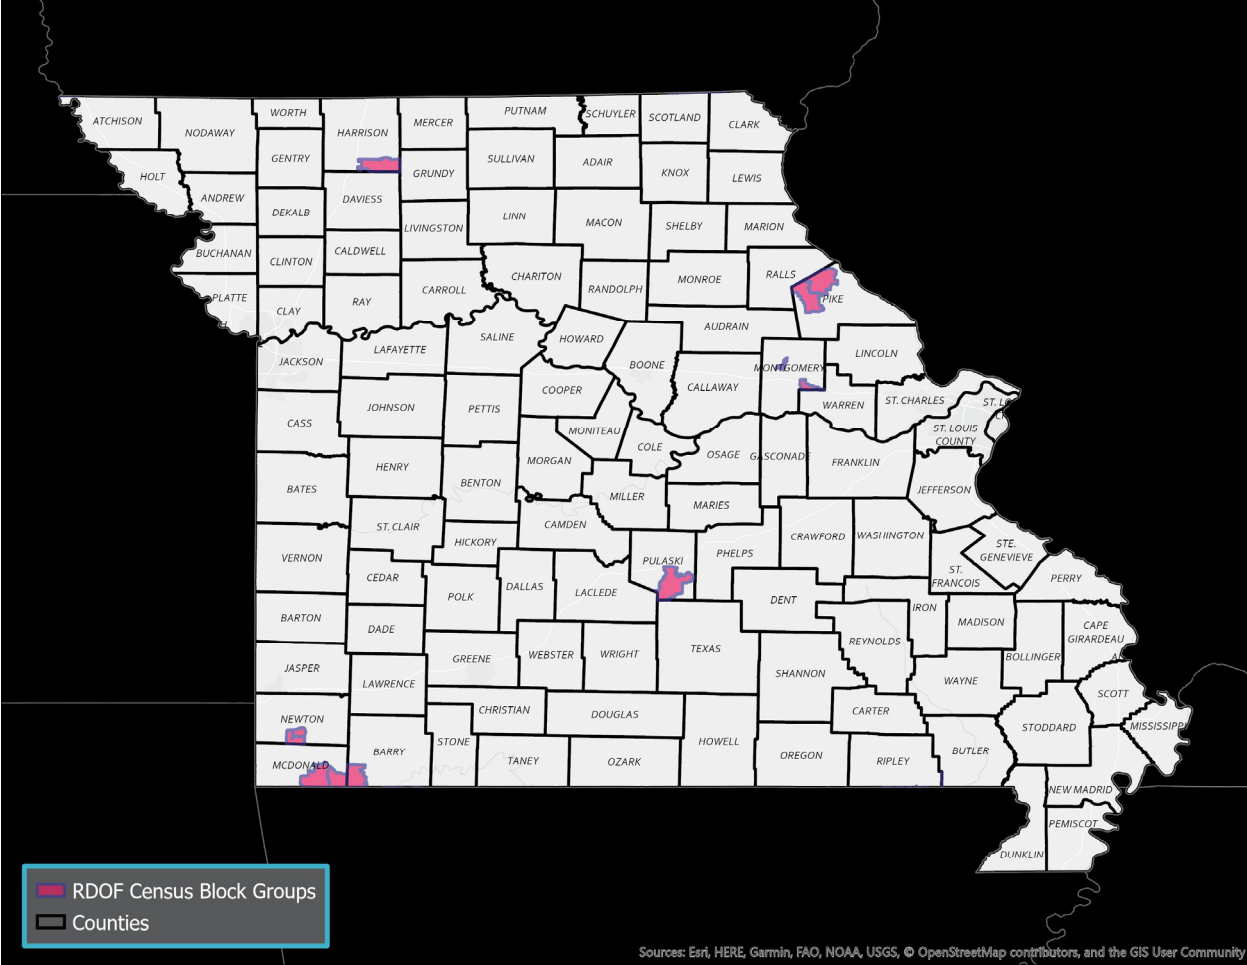 ATCHISON
NODAWAY
WORTH
HARRISON
MERCER
PUTNAM
SCHUYLER
SCOTLAND
CLARK
HOLT
GENTRY
GRUNDY
SULLIVAN
ADAIR
KNOX
LEWIS
ANDREW
DEKALB
DAVIESS
LIVINGSTON
LINN
MACON
SHELBY
MARION
BUCHANAN
CLINTON
CALDWELL
CHARITON
MONROE
RALLS
PLATTE
CLAY
RAY
CARROLL
RANDOLPH
PIKE
AUDRAIN
JACKSON
LAFAYETTE
SALINE
HOWARD
BOONE
LINCOLN
CALLAWAY
MONTGOMERY
COOPER
CASS
JOHNSON
PETTIS
WARREN
ST. CHARLES
ST. LO
ST. LOUIS
COUNTY
MONITEAU
COLE
OSAGE
GASCONADE
FRANKLIN
MORGAN
HENRY
BATES
BENTON
MILLER
MARIES
JEFFERSON
ST. CLAIR
CAMDEN
CRAWFORD
WASHINGTON
VERNON
HICKORY
PULASKI
PHELPS
STE.
GENEVIEVE
CEDAR
POLK
DALLAS
LACLEDE
DENT
ST.
FRANCOIS
PERRY
BARTON
DADE
IRON
MADISON
CAPE
GIRARDEAU
REYNOLDS
JASPER
GREENE
WEBSTER
WRIGHT
TEXAS
BOLLINGER
LAWRENCE
SHANNON
WAYNE
SCOTT
NEWTON
CHRISTIAN
DOUGLAS
CARTER
STODDARD
MISSISSIPPI
MCDONALD
BARRY
STONE
TANEY
OZARK
HOWELL
OREGON
RIPLEY
BUTLER
NEW MADRID
PEMISCOT
DUNKLIN
RDOF Census Block Groups
Counties
Sources: Esri, HERE, Garmin, FAO, NOAA, USGS, © OpenStreetMap contributors, and the GIS User Community